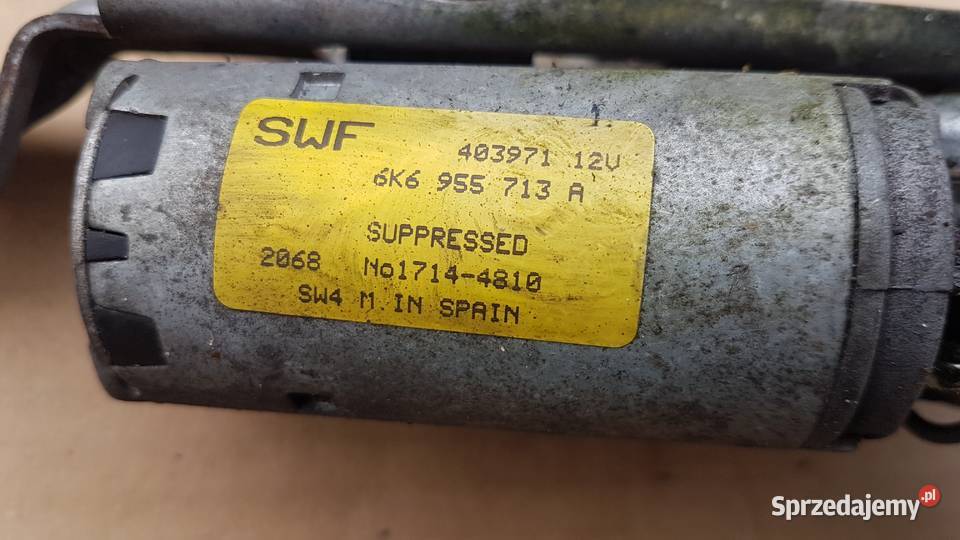 SWF
403971 12V
6K6 955 713 A
SUPPRESSED
2068 No1714-4810
SW4 M IN SPAIN
Sprzedajemy.pl